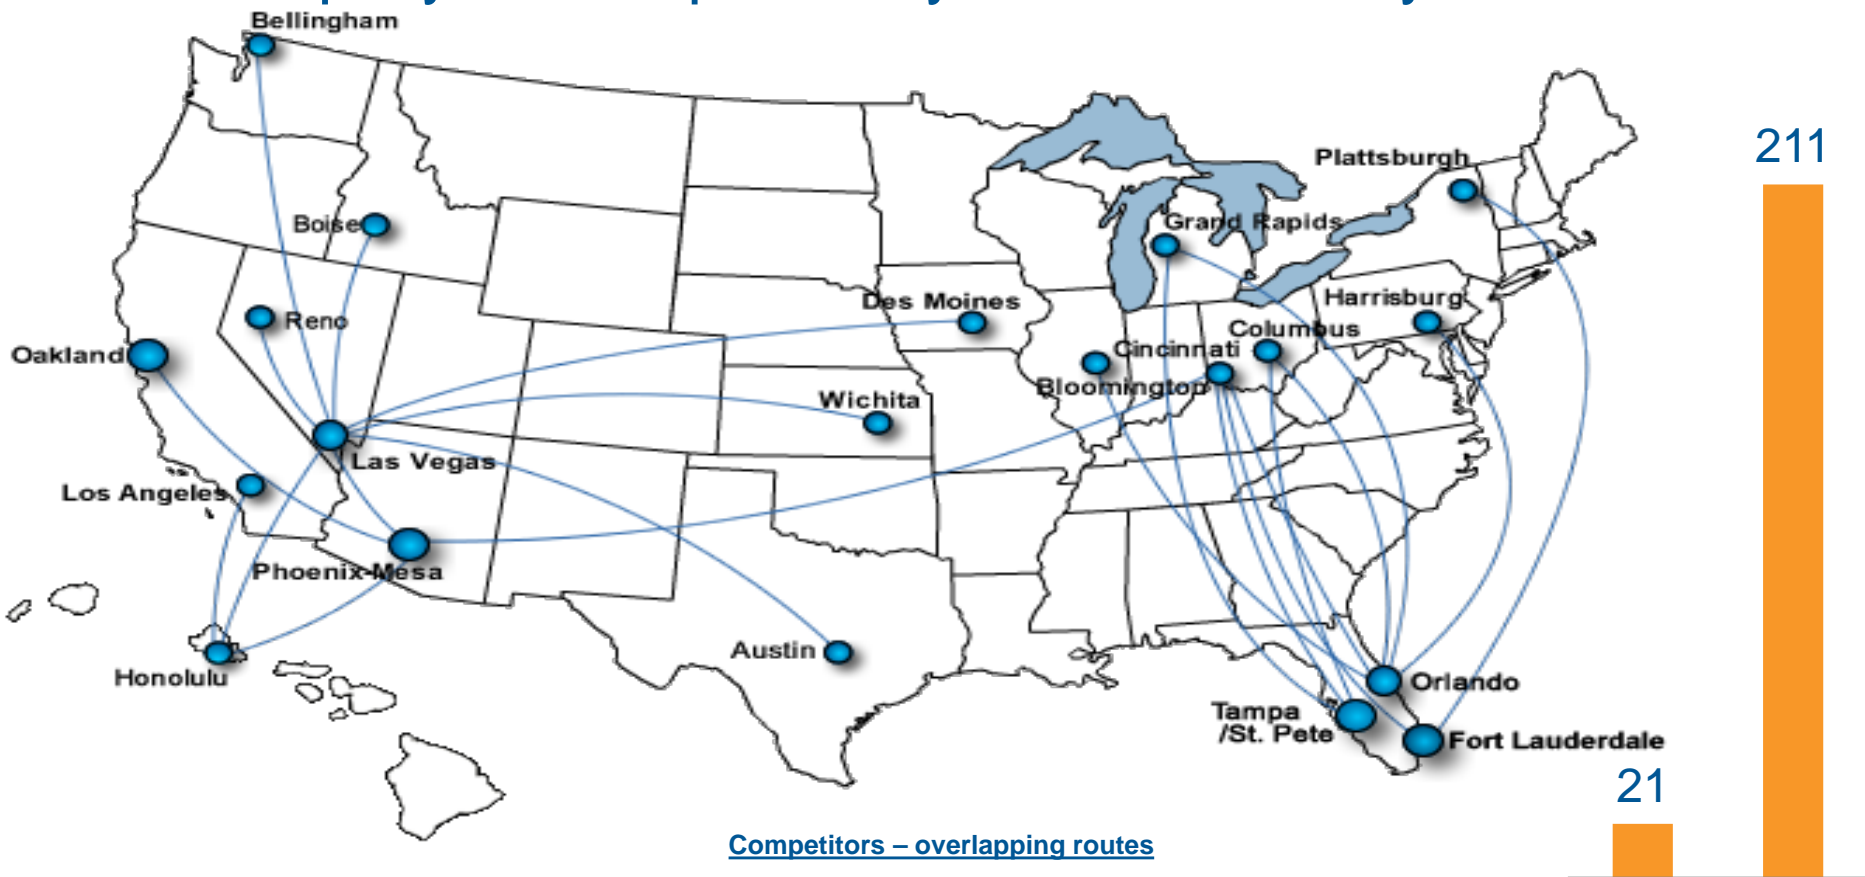 Bellingham
Plattsburgh
211
Boise
Grand Rapids
Des Moines
Harrisburg
Reno
Columbus
Oakland
Cincinnati
Bloomington
Wichita
Las Vegas
Los Angeles
Phoenix-Mesa
Austin
Honolulu
Orlando
Tampa
/St. Pete
Fort Lauderdale
21
Competitors – overlapping routes